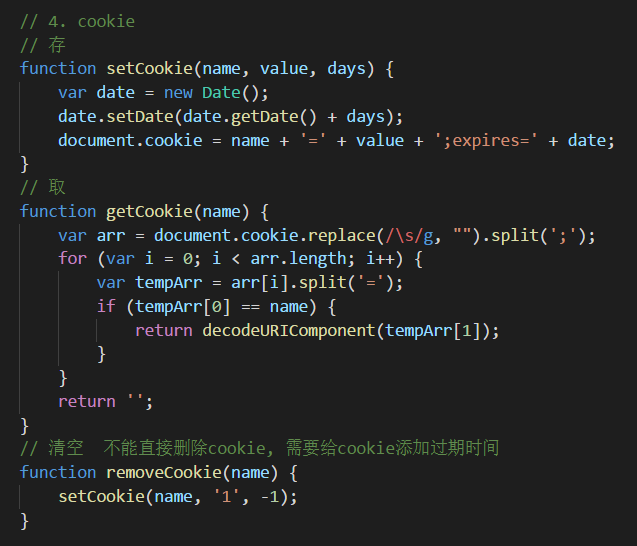 // 4. cookie
// 存
function setCookie(name, value, days) {
    var date = new Date();
    date.setDate(date.getDate() + days);
    document.cookie = name + '=' + value + ';expires=' + date;
}
// 取
function getCookie(name) {
    var arr = document.cookie.replace(/\s/g, "").split(';');
    for (var i = 0; i < arr.length; i++) {
        var tempArr = arr[i].split('=');
        if (tempArr[0] == name) {
            return decodeURIComponent(tempArr[1]);
        }
    }
    return '';
}
// 清空  不能直接删除cookie, 需要给cookie添加过期时间
function removeCookie(name) {
    setCookie(name, '1', -1);
}